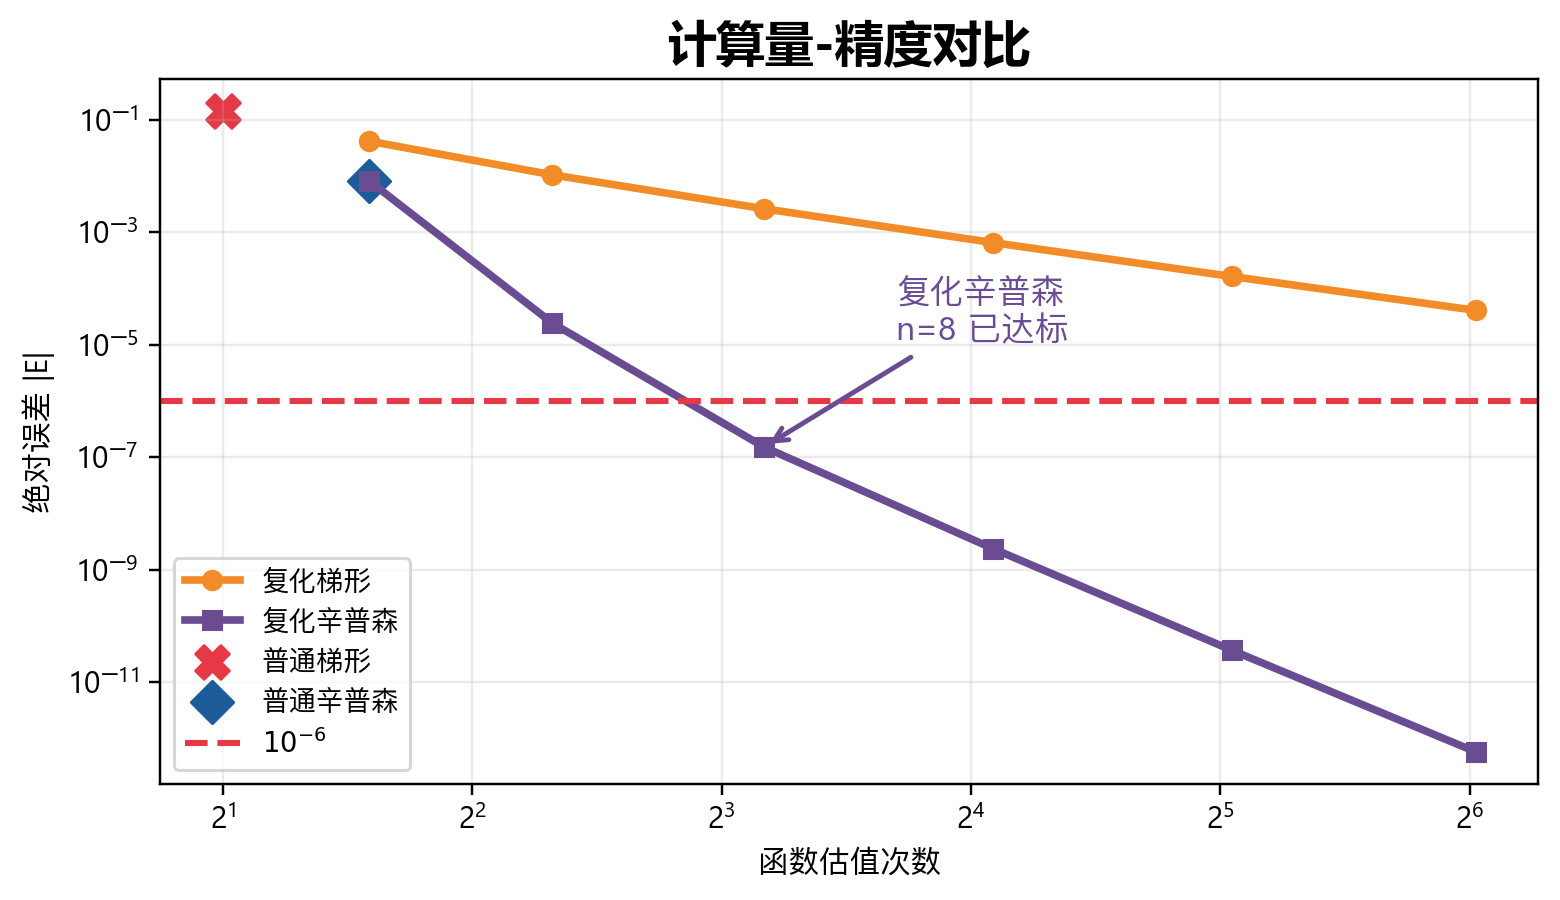 计算量-精度对比
绝对误差 |E|
10⁻¹
10⁻³
10⁻⁵
10⁻⁷
10⁻⁹
10⁻¹¹
复化辛普森
n=8 已达标
复化梯形
复化辛普森
普通梯形
普通辛普森
10⁻⁶
2¹
2²
2³
2⁴
2⁵
2⁶
函数估值次数